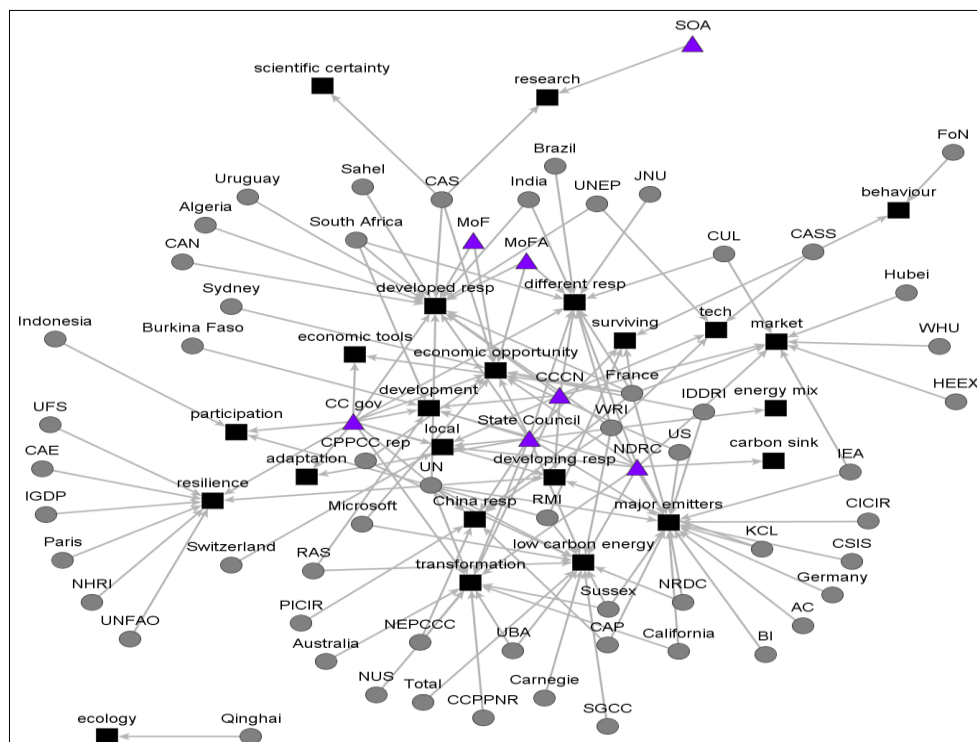 SOA
scientific certainty
research
FoN
Brazil
Sahel
CAS
India
UNEP
JNU
Uruguay
behaviour
Algeria
South Africa
MoF
MoFA
CUL
CASS
CAN
developed resp
different resp
Hubei
Sydney
tech
Indonesia
Burkina Faso
economic tools
surviving
market
WHU
economic opportunity
France
CC gov
development
CCCN
IDDRI
energy mix
HEEX
UFS
participation
WRI
State Council
US
CPPCC rep
local
NDRC
carbon sink
CAE
adaptation
UN
developing resp
IEA
resilience
IGDP
Microsoft
China resp
RMI
major emitters
CICIR
Paris
Switzerland
KCL
CSIS
RAS
transformation
low carbon energy
NHRI
Sussex
NRDC
Germany
UNFAO
PICIR
AC
Australia
NEPCCC
UBA
CAP
California
BI
NUS
Total
Carnegie
CCPPNR
SGCC
ecology
Qinghai